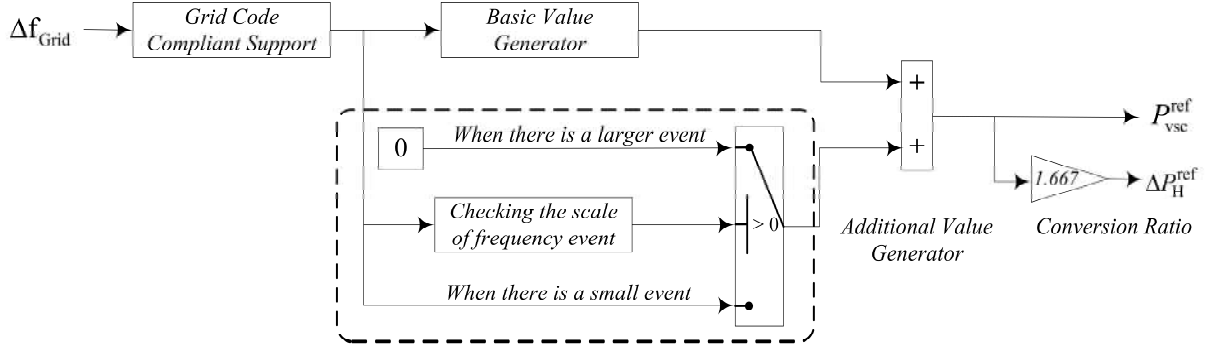 Δf_Grid
Grid Code
Compliant Support
Basic Value
Generator
+
+
P_vsc^ref
1.667
ΔP_H^ref
Conversion Ratio
0
When there is a larger event
Checking the scale
of frequency event
> 0
When there is a small event
Additional Value
Generator